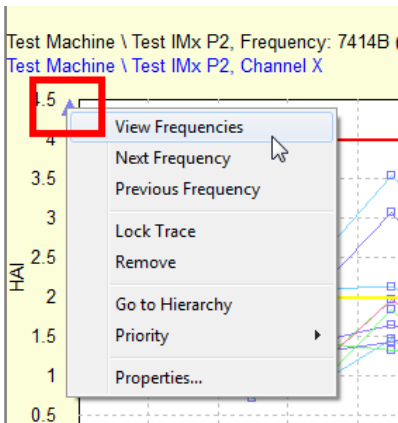 Test Machine \ Test IMx P2, Frequency: 7414B (
Test Machine \ Test IMx P2, Channel X
4.5
4
3.5
3
2.5
2
1.5
1
0.5
HAI
View Frequencies
Next Frequency
Previous Frequency
Lock Trace
Remove
Go to Hierarchy
Priority
Properties...